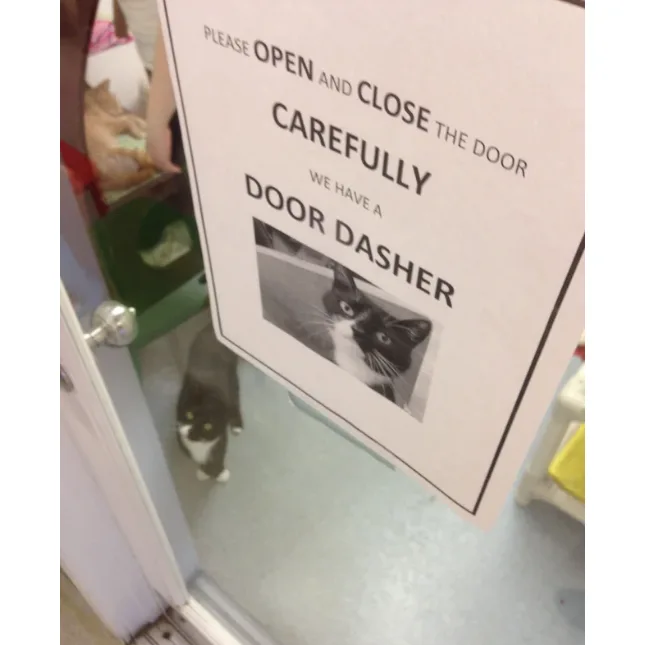 PLEASE OPEN AND CLOSE THE DOOR
CAREFULLY
WE HAVE A
DOOR DASHER